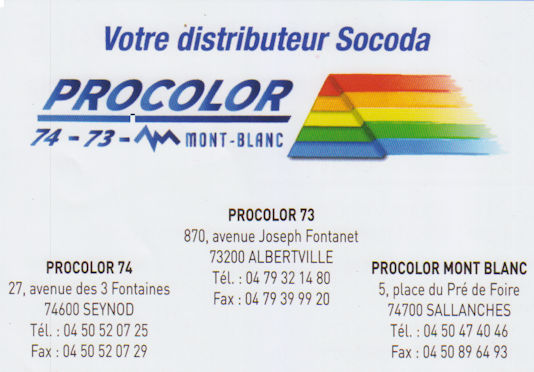 Votre distributeur Socoda
PROCOLOR
74 - 73 - MONT-BLANC
PROCOLOR 73
870, avenue Joseph Fontanet
73200 ALBERTVILLE
Tél. : 04 79 32 14 80
Fax : 04 79 39 99 20
PROCOLOR 74
27, avenue des 3 Fontaines
74600 SEYNOD
Tél. : 04 50 52 07 25
Fax : 04 50 52 07 29
PROCOLOR MONT BLANC
5, place du Pré de Foire
74700 SALLANCHES
Tél. : 04 50 47 40 46
Fax : 04 50 89 64 93